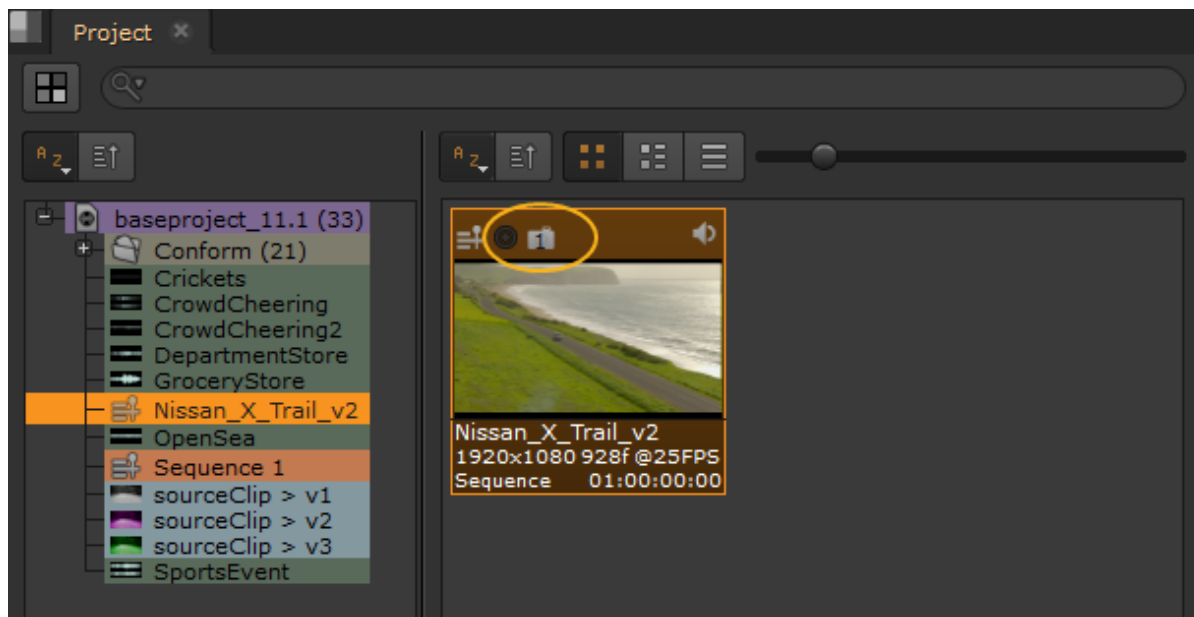 Project
A Z
A Z
baseproject_11.1 (33)
Conform (21)
Crickets
CrowdCheering
CrowdCheering2
DepartmentStore
GroceryStore
Nissan_X_Trail_v2
OpenSea
Sequence 1
sourceClip > v1
sourceClip > v2
sourceClip > v3
SportsEvent
1
Nissan_X_Trail_v2
1920x1080 928f @25FPS
Sequence 01:00:00:00